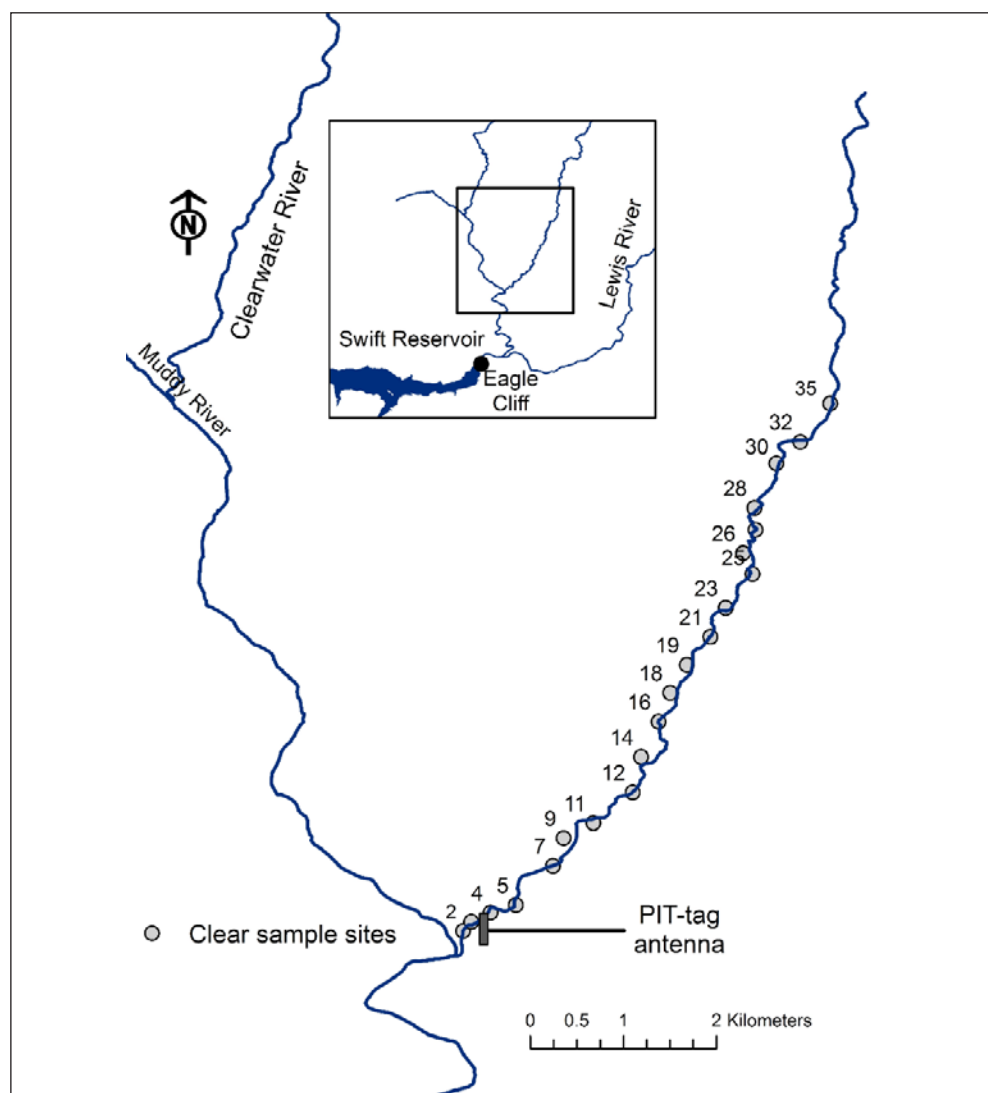 N
Clearwater River
Muddy River
Lewis River
Swift Reservoir
Eagle
Cliff
35
32
30
28
26
25
23
21
19
18
16
14
12
11
9
7
5
4
2
Clear sample sites
PIT-tag
antenna
0 0.5 1 2 Kilometers